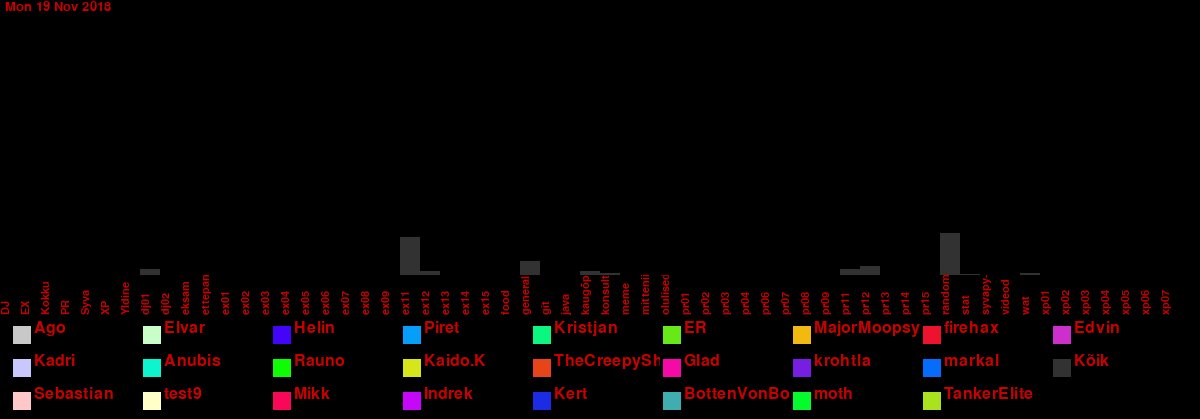 Mon 19 Nov 2018
DJ
EX
Kokku
PR
Syva
XP
Yldine
dj01
dj02
eksam
ettepan
ex01
ex02
ex03
ex04
ex05
ex06
ex07
ex08
ex09
ex11
ex12
ex13
ex14
ex15
food
general
git
java
kaugõp
konsult
meme
mittenii
olulised
pr01
pr02
pr03
pr04
pr06
pr07
pr08
pr09
pr11
pr12
pr13
pr14
pr15
random
stat
syvapy-
videod
wat
xp01
xp02
xp03
xp04
xp05
xp06
xp07
Ago Elvar Helin Piret Kristjan ER MajorMoopsy firehax Edvin
Kadri Anubis Rauno Kaido.K TheCreepySh Glad krohtla markal Kõik
Sebastian test9 Mikk Indrek Kert BottenVonBo moth TankerElite